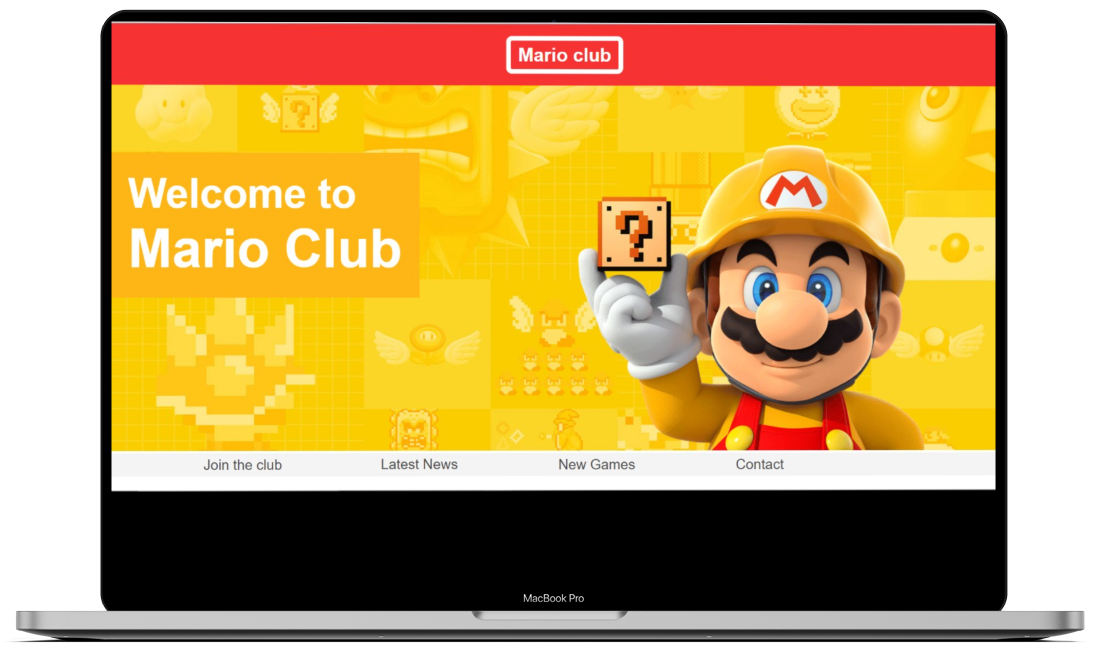 Mario club
Welcome to
Mario Club
?
?
M
Join the club
Latest News
New Games
Contact
MacBook Pro